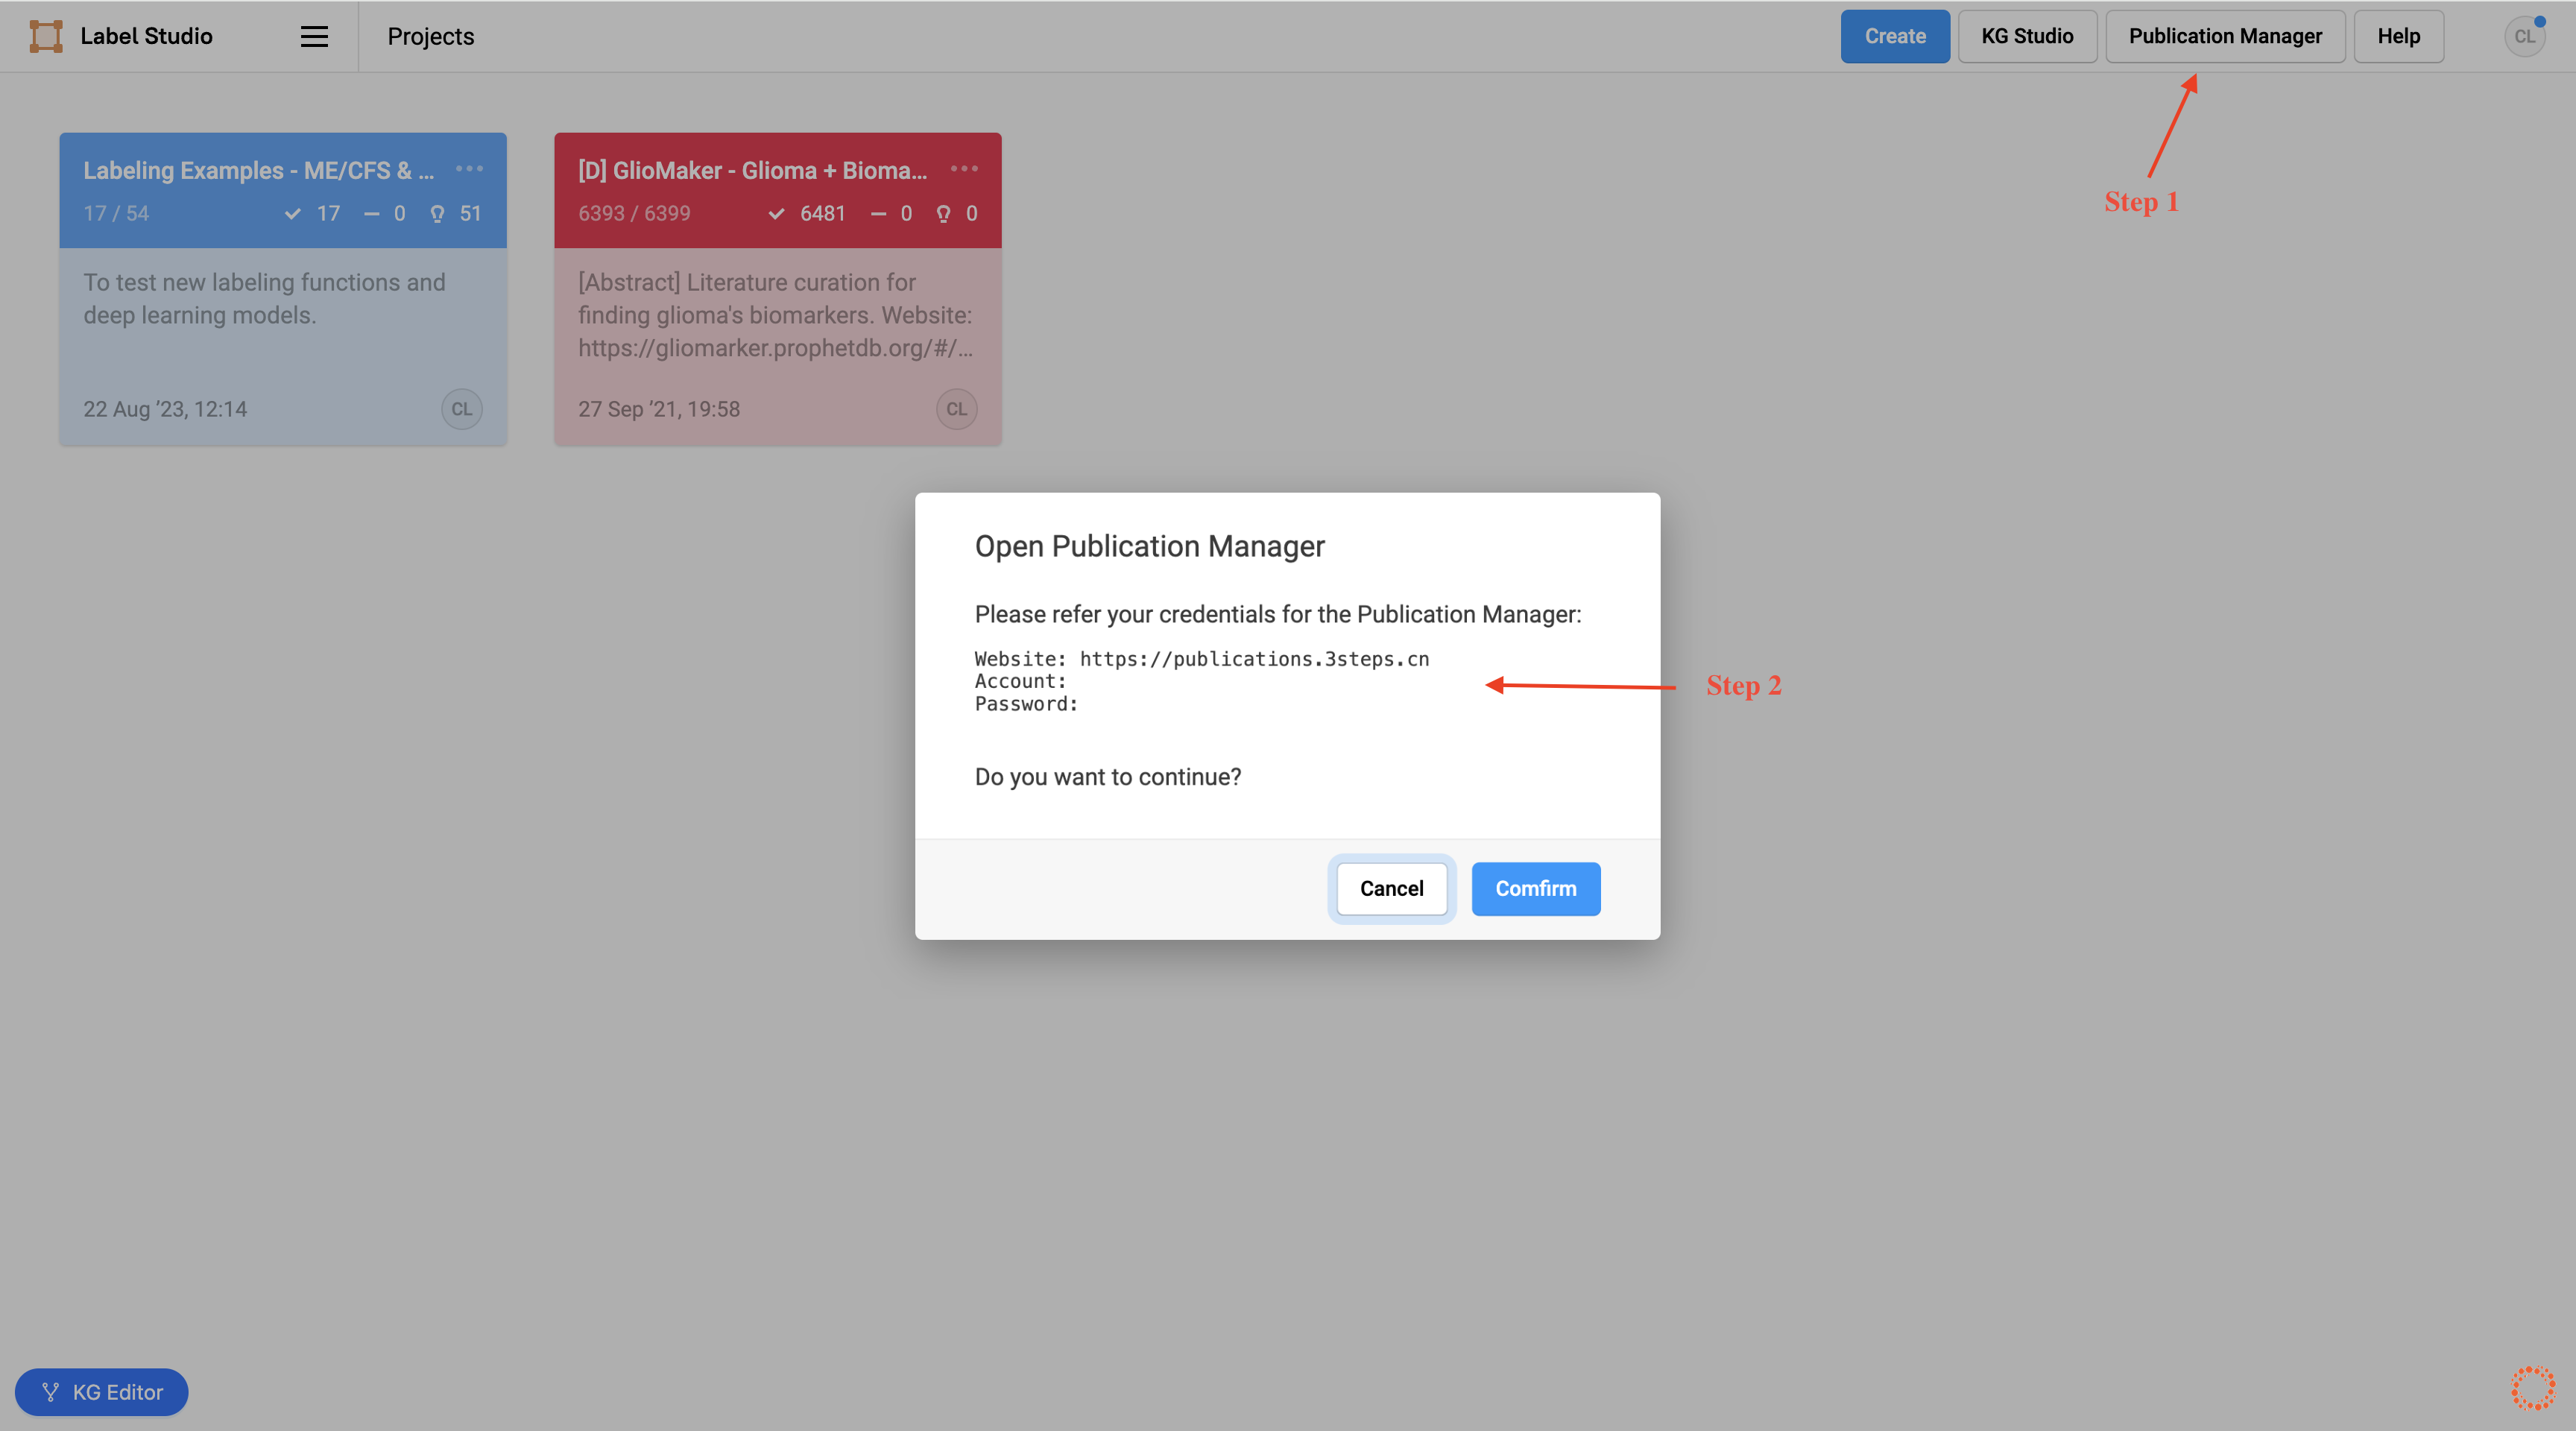 Label Studio
Projects
Create
KG Studio
Publication Manager
Help
CL
Step 1
Labeling Examples - ME/CFS & ...
17 / 54
17
0
51
To test new labeling functions and
deep learning models.
22 Aug ’23, 12:14
CL
[D] GlioMaker - Glioma + Bioma...
6393 / 6399
6481
0
0
[Abstract] Literature curation for
finding glioma's biomarkers. Website:
https://gliomarker.prophetdb.org/#/...
27 Sep ’21, 19:58
CL
Open Publication Manager
Please refer your credentials for the Publication Manager:
Website: https://publications.3steps.cn
Account:
Password:
Step 2
Do you want to continue?
Cancel
Comfirm
KG Editor